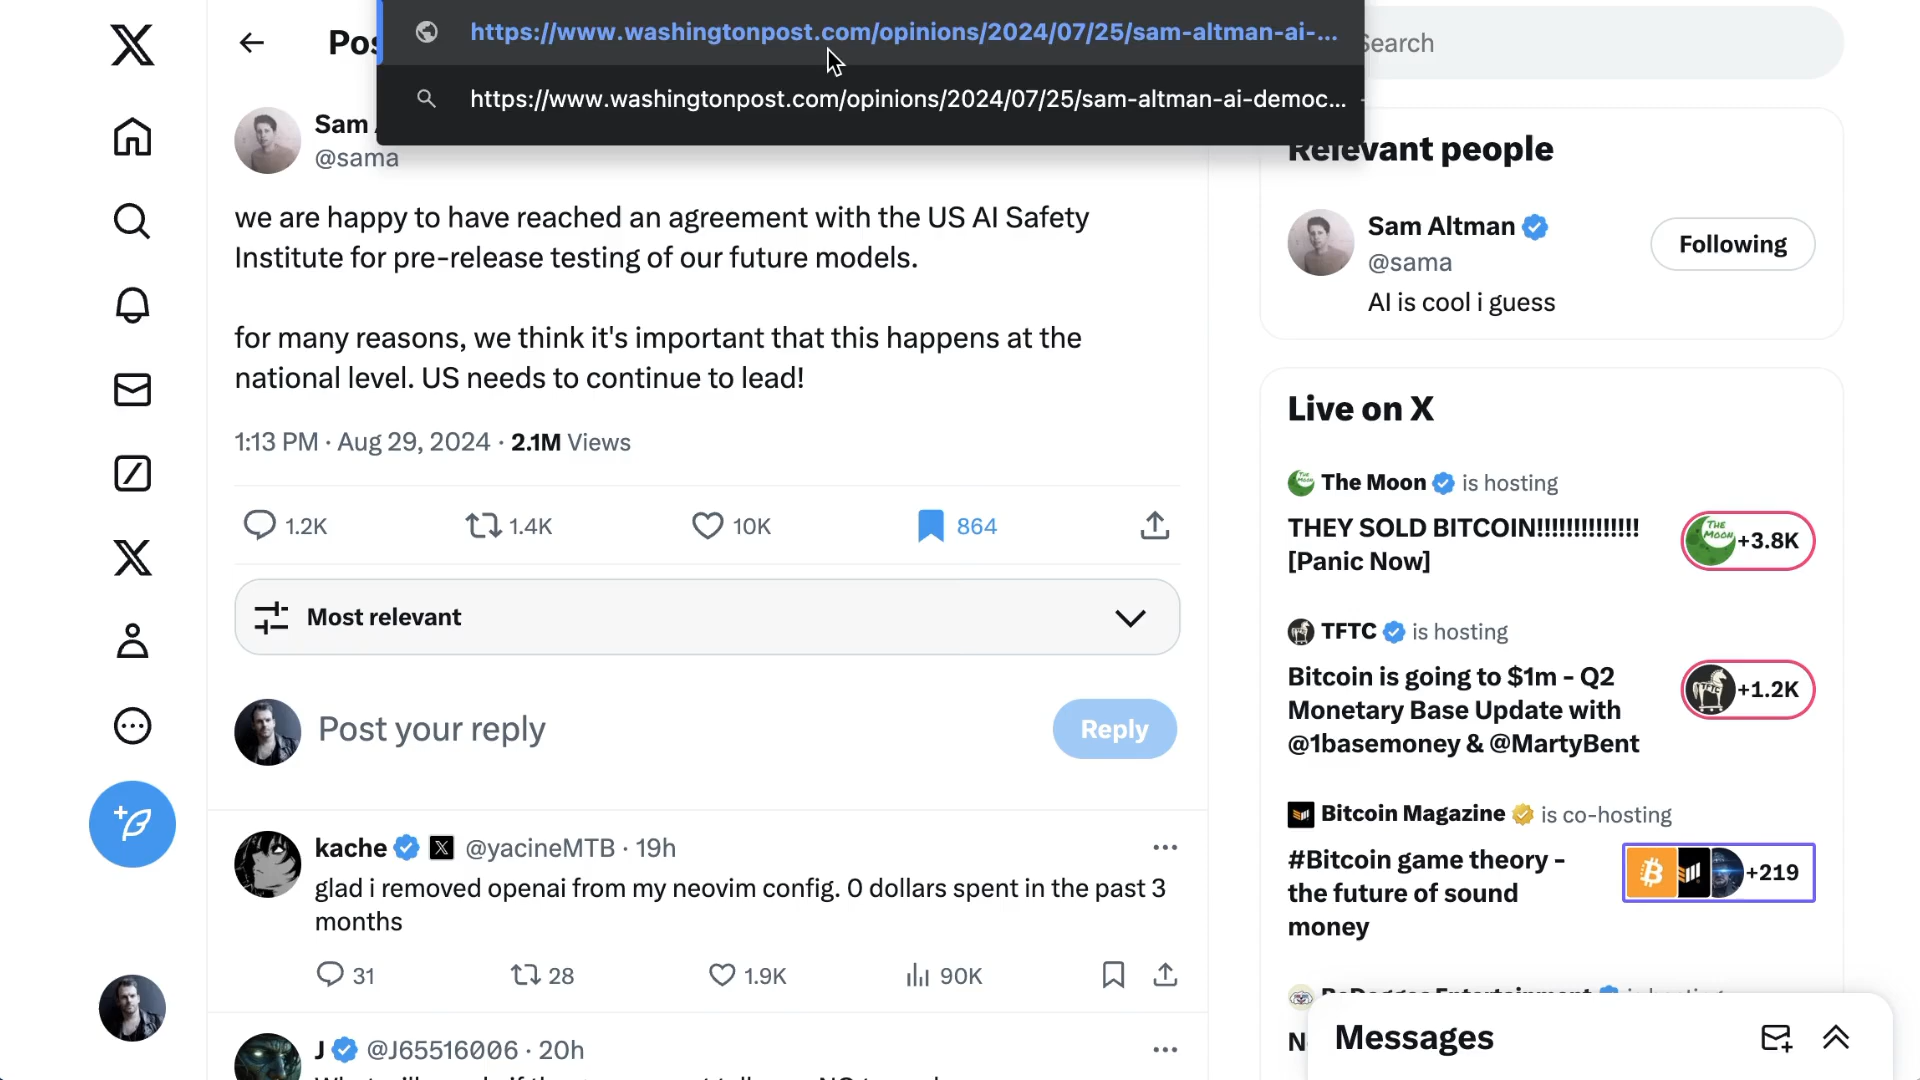 https://www.washingtonpost.com/opinions/2024/07/25/sam-altman-ai-...
https://www.washingtonpost.com/opinions/2024/07/25/sam-altman-ai-democ...
Search
Sam
@sama
we are happy to have reached an agreement with the US AI Safety
Institute for pre-release testing of our future models.
for many reasons, we think it's important that this happens at the
national level. US needs to continue to lead!
1:13 PM · Aug 29, 2024 · 2.1M Views
1.2K 1.4K 10K 864
Most relevant
Post your reply
Reply
kache @yacineMTB · 19h
glad i removed openai from my neovim config. 0 dollars spent in the past 3
months
31 28 1.9K 90K
J @J65516006 · 20h
Relevant people
Sam Altman
@sama
Following
AI is cool i guess
Live on X
The Moon is hosting
THEY SOLD BITCOIN!!!!!!!!!!!!!!
[Panic Now]
THE MOON +3.8K
TFTC is hosting
Bitcoin is going to $1m - Q2
Monetary Base Update with
@1basemoney & @MartyBent
TFTC +1.2K
Bitcoin Magazine is co-hosting
#Bitcoin game theory -
the future of sound
money
+219
Messages